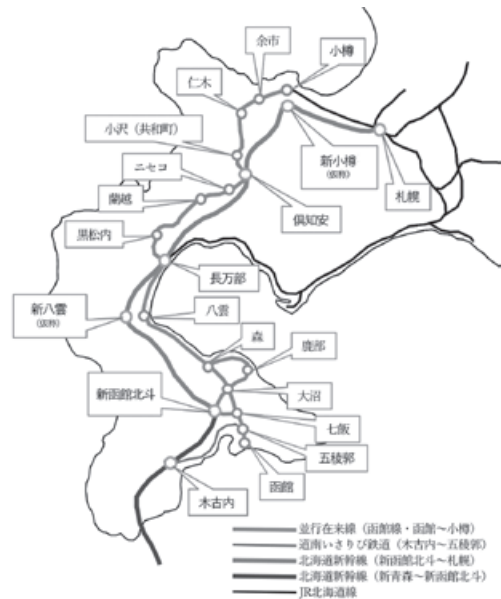 余市
小樽
仁木
小沢（共和町）
新小樽
（仮称）
札幌
ニセコ
倶知安
蘭越
黒松内
長万部
新八雲
（仮称）
八雲
森
鹿部
新函館北斗
大沼
七飯
五稜郭
函館
木古内
並行在来線（函館線・函館～小樽）
道南いさりび鉄道（木古内～五稜郭）
北海道新幹線（新函館北斗～札幌）
北海道新幹線（新青森～新函館北斗）
JR北海道線